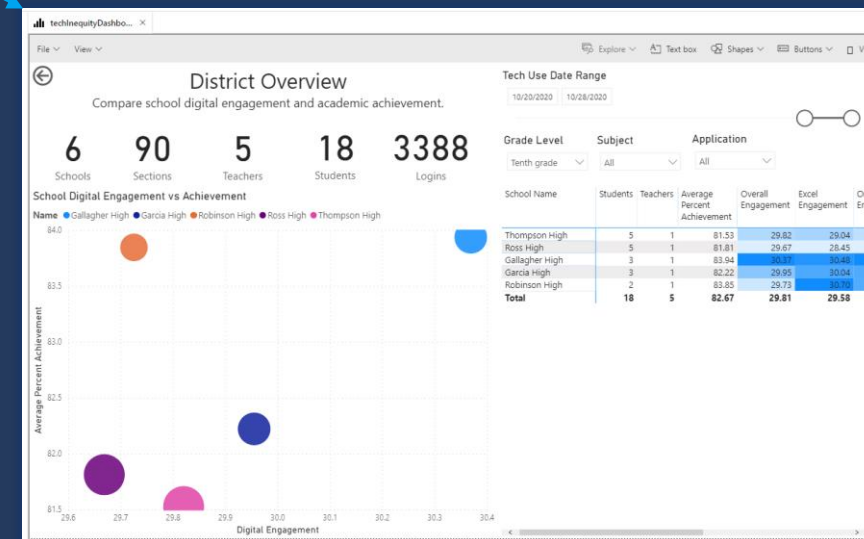 techInequityDashbo...
File View Explore Text box Shapes Buttons V
District Overview
Compare school digital engagement and academic achievement.
6 90 5 18 3388
Schools Sections Teachers Students Logins
School Digital Engagement vs Achievement
Name Gallagher High Garcia High Robinson High Ross High Thompson High
84.0
83.5
83.0
82.5
82.0
81.5
Average Percent Achievement
29.6 29.7 29.8 29.9 30.0 30.1 30.2 30.3 30.4
Digital Engagement
Tech Use Date Range
10/20/2020 10/28/2020
Grade Level Subject Application
Tenth grade All All
School Name Students Teachers Average Overall Excel
Percent Engagement Engagement
Achievement
Thompson High 5 1 81.53 29.82 29.04
Ross High 5 1 81.81 29.67 28.45
Gallagher High 3 1 83.94 30.37 30.48
Garcia High 3 1 82.22 29.95 30.04
Robinson High 2 1 83.85 29.73 30.70
Total 18 5 82.67 29.81 29.58